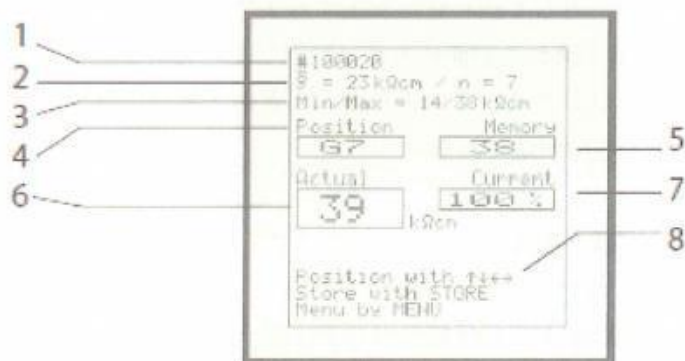 1
2
3
4
5
6
7
8
#100020
ρ̄ = 23kΩcm / n = 7
Min/Max = 14/38kΩcm
Position Memory
G7 38
Actual Current
39 kΩcm 100 %
Position with ↑↓←→
Store with STORE
Menu by MENU